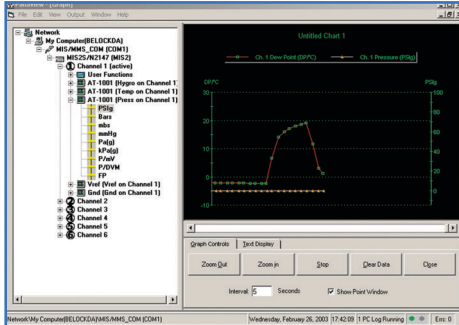 File Edit View Output Window Help
Network
My Computer(BELOCKDA)
MIS/MMS_COM (COM1)
MIS25/N2147 (MIS2)
Channel 1 (active)
User Functions
AT-1001 (Hygro on Channel 1)
AT-1001 (Temp on Channel 1)
AT-1001 (Press on Channel 1)
PSIg
Bars
mbs
mmHg
Pa(g)
kPa(g)
P/mV
P/DVM
FP
Vref (Vref on Channel 1)
Gnd (Gnd on Channel 1)
Channel 2
Channel 3
Channel 4
Channel 5
Channel 6
Untitled Chart 1
Ch. 1 Dew Point (DP/°C) Ch. 1 Pressure (PSIg)
DP/°C PSIg
30 100
20 80
60
10 40
0 20
0
-10
Graph Controls Text Display
Zoom Out Zoom in Stop Clear Data Close
Interval: 5 Seconds Show Point Window
Network\My Computer(BELOCKDA)\MIS/MMS_COM (COM1) Wednesday, February 26, 2003 17:42:09 1 PC Log Running Errs: 0